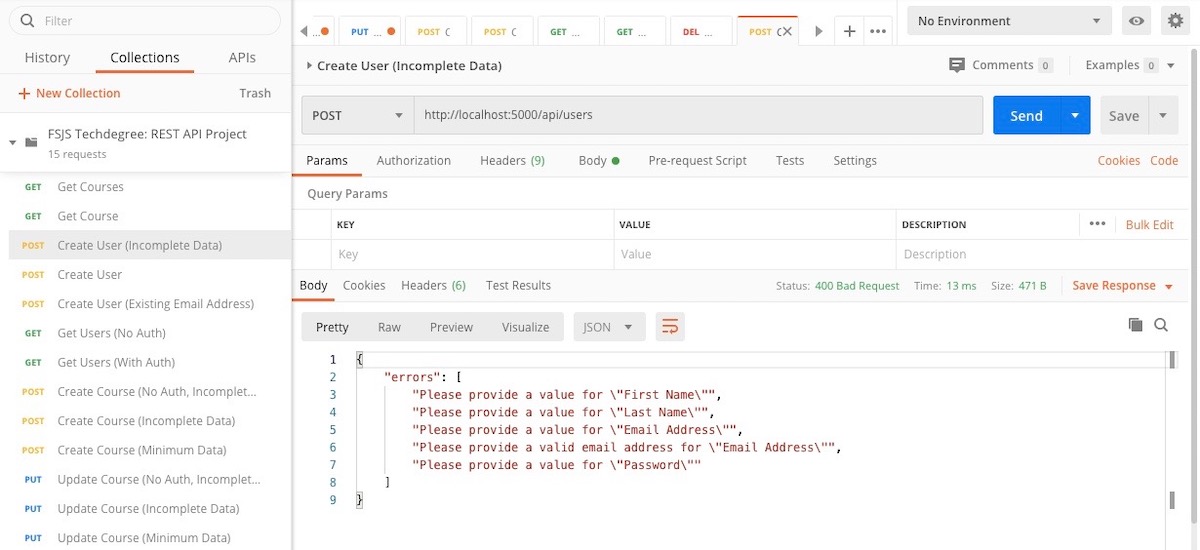 Filter
History Collections APIs
+ New Collection Trash
FSJS Techdegree: REST API Project
15 requests
GET Get Courses
GET Get Course
POST Create User (Incomplete Data)
POST Create User
POST Create User (Existing Email Address)
GET Get Users (No Auth)
GET Get Users (With Auth)
POST Create Course (No Auth, Incomplet...
POST Create Course (Incomplete Data)
POST Create Course (Minimum Data)
PUT Update Course (No Auth, Incomplet...
PUT Update Course (Incomplete Data)
PUT Update Course (Minimum Data)
... PUT ... POST C POST C GET ... GET ... DEL ... POST + ••• No Environment
Create User (Incomplete Data) Comments 0 Examples 0
POST http://localhost:5000/api/users Send Save
Params Authorization Headers (9) Body Pre-request Script Tests Settings Cookies Code
Query Params
KEY VALUE DESCRIPTION ••• Bulk Edit
Key Value Description
Body Cookies Headers (6) Test Results Status: 400 Bad Request Time: 13 ms Size: 471 B Save Response
Pretty Raw Preview Visualize JSON
1 {
2 "errors": [
3 "Please provide a value for \"First Name\"",
4 "Please provide a value for \"Last Name\"",
5 "Please provide a value for \"Email Address\"",
6 "Please provide a valid email address for \"Email Address\"",
7 "Please provide a value for \"Password\""
8 ]
9 }